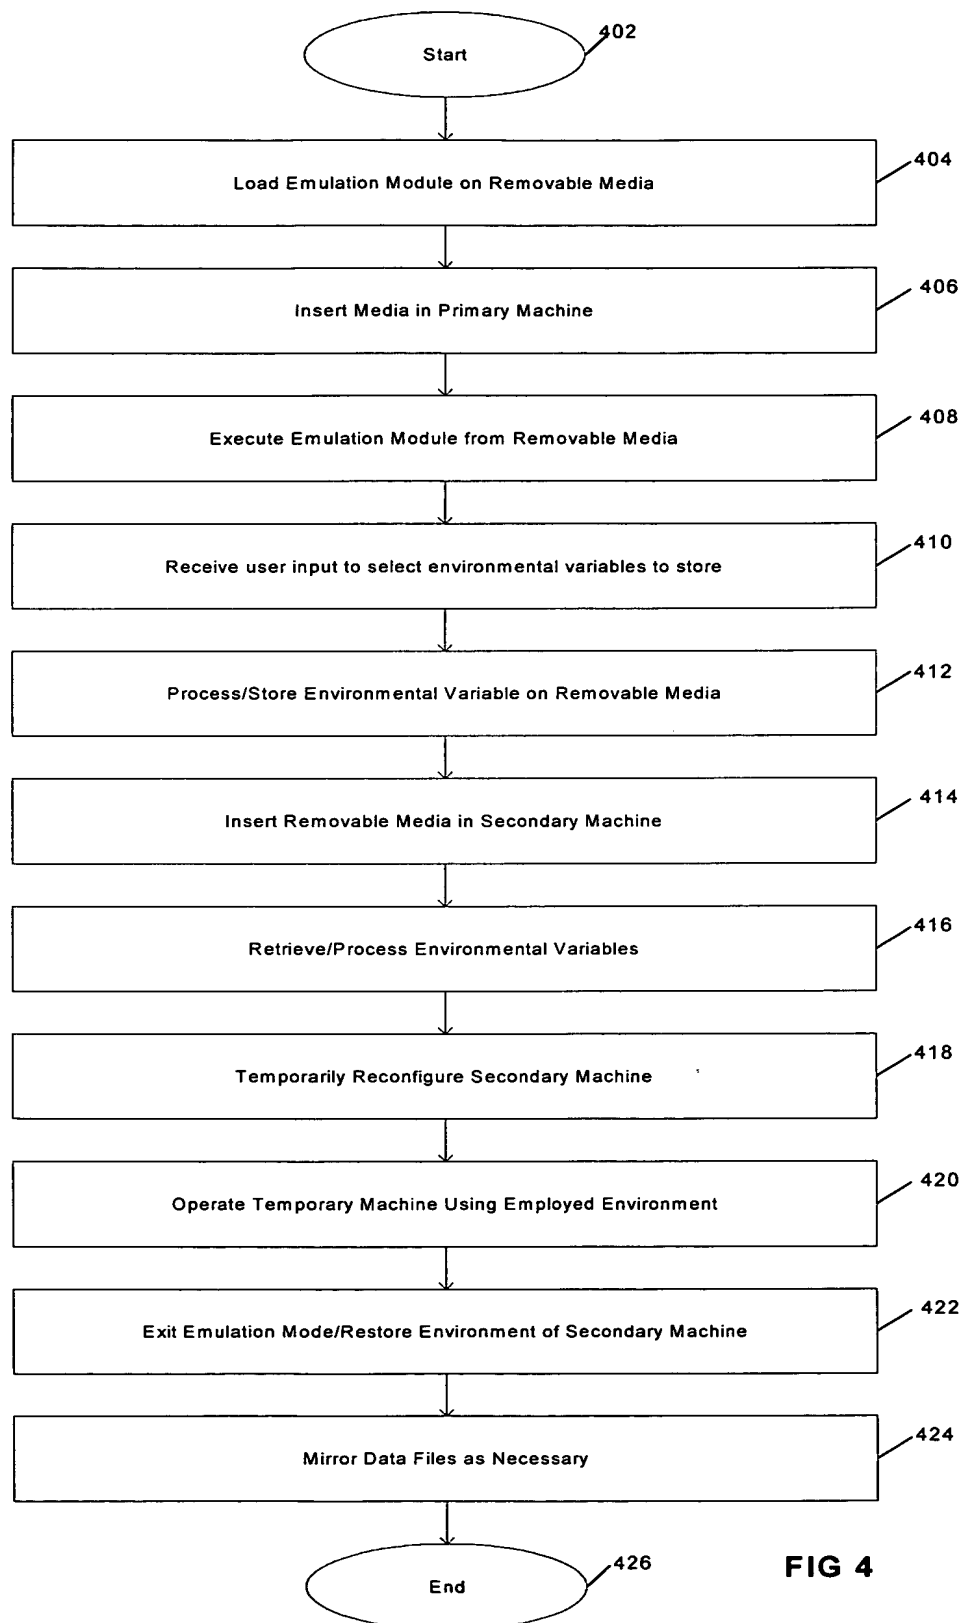 402
Start
404
Load Emulation Module on Removable Media
406
Insert Media in Primary Machine
408
Execute Emulation Module from Removable Media
410
Receive user input to select environmental variables to store
412
Process/Store Environmental Variable on Removable Media
414
Insert Removable Media in Secondary Machine
416
Retrieve/Process Environmental Variables
418
Temporarily Reconfigure Secondary Machine
420
Operate Temporary Machine Using Employed Environment
422
Exit Emulation Mode/Restore Environment of Secondary Machine
424
Mirror Data Files as Necessary
426
End
FIG 4